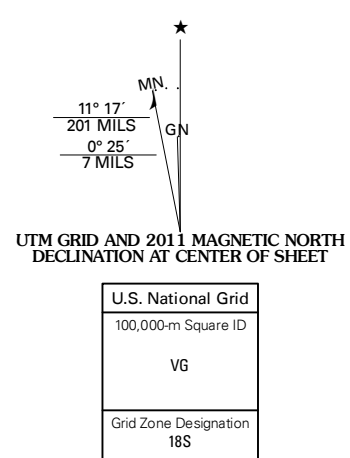 ★
MN
11° 17´
201 MILS
GN
0° 25´
7 MILS
UTM GRID AND 2011 MAGNETIC NORTH
DECLINATION AT CENTER OF SHEET
U.S. National Grid
100,000-m Square ID
VG
Grid Zone Designation
18S